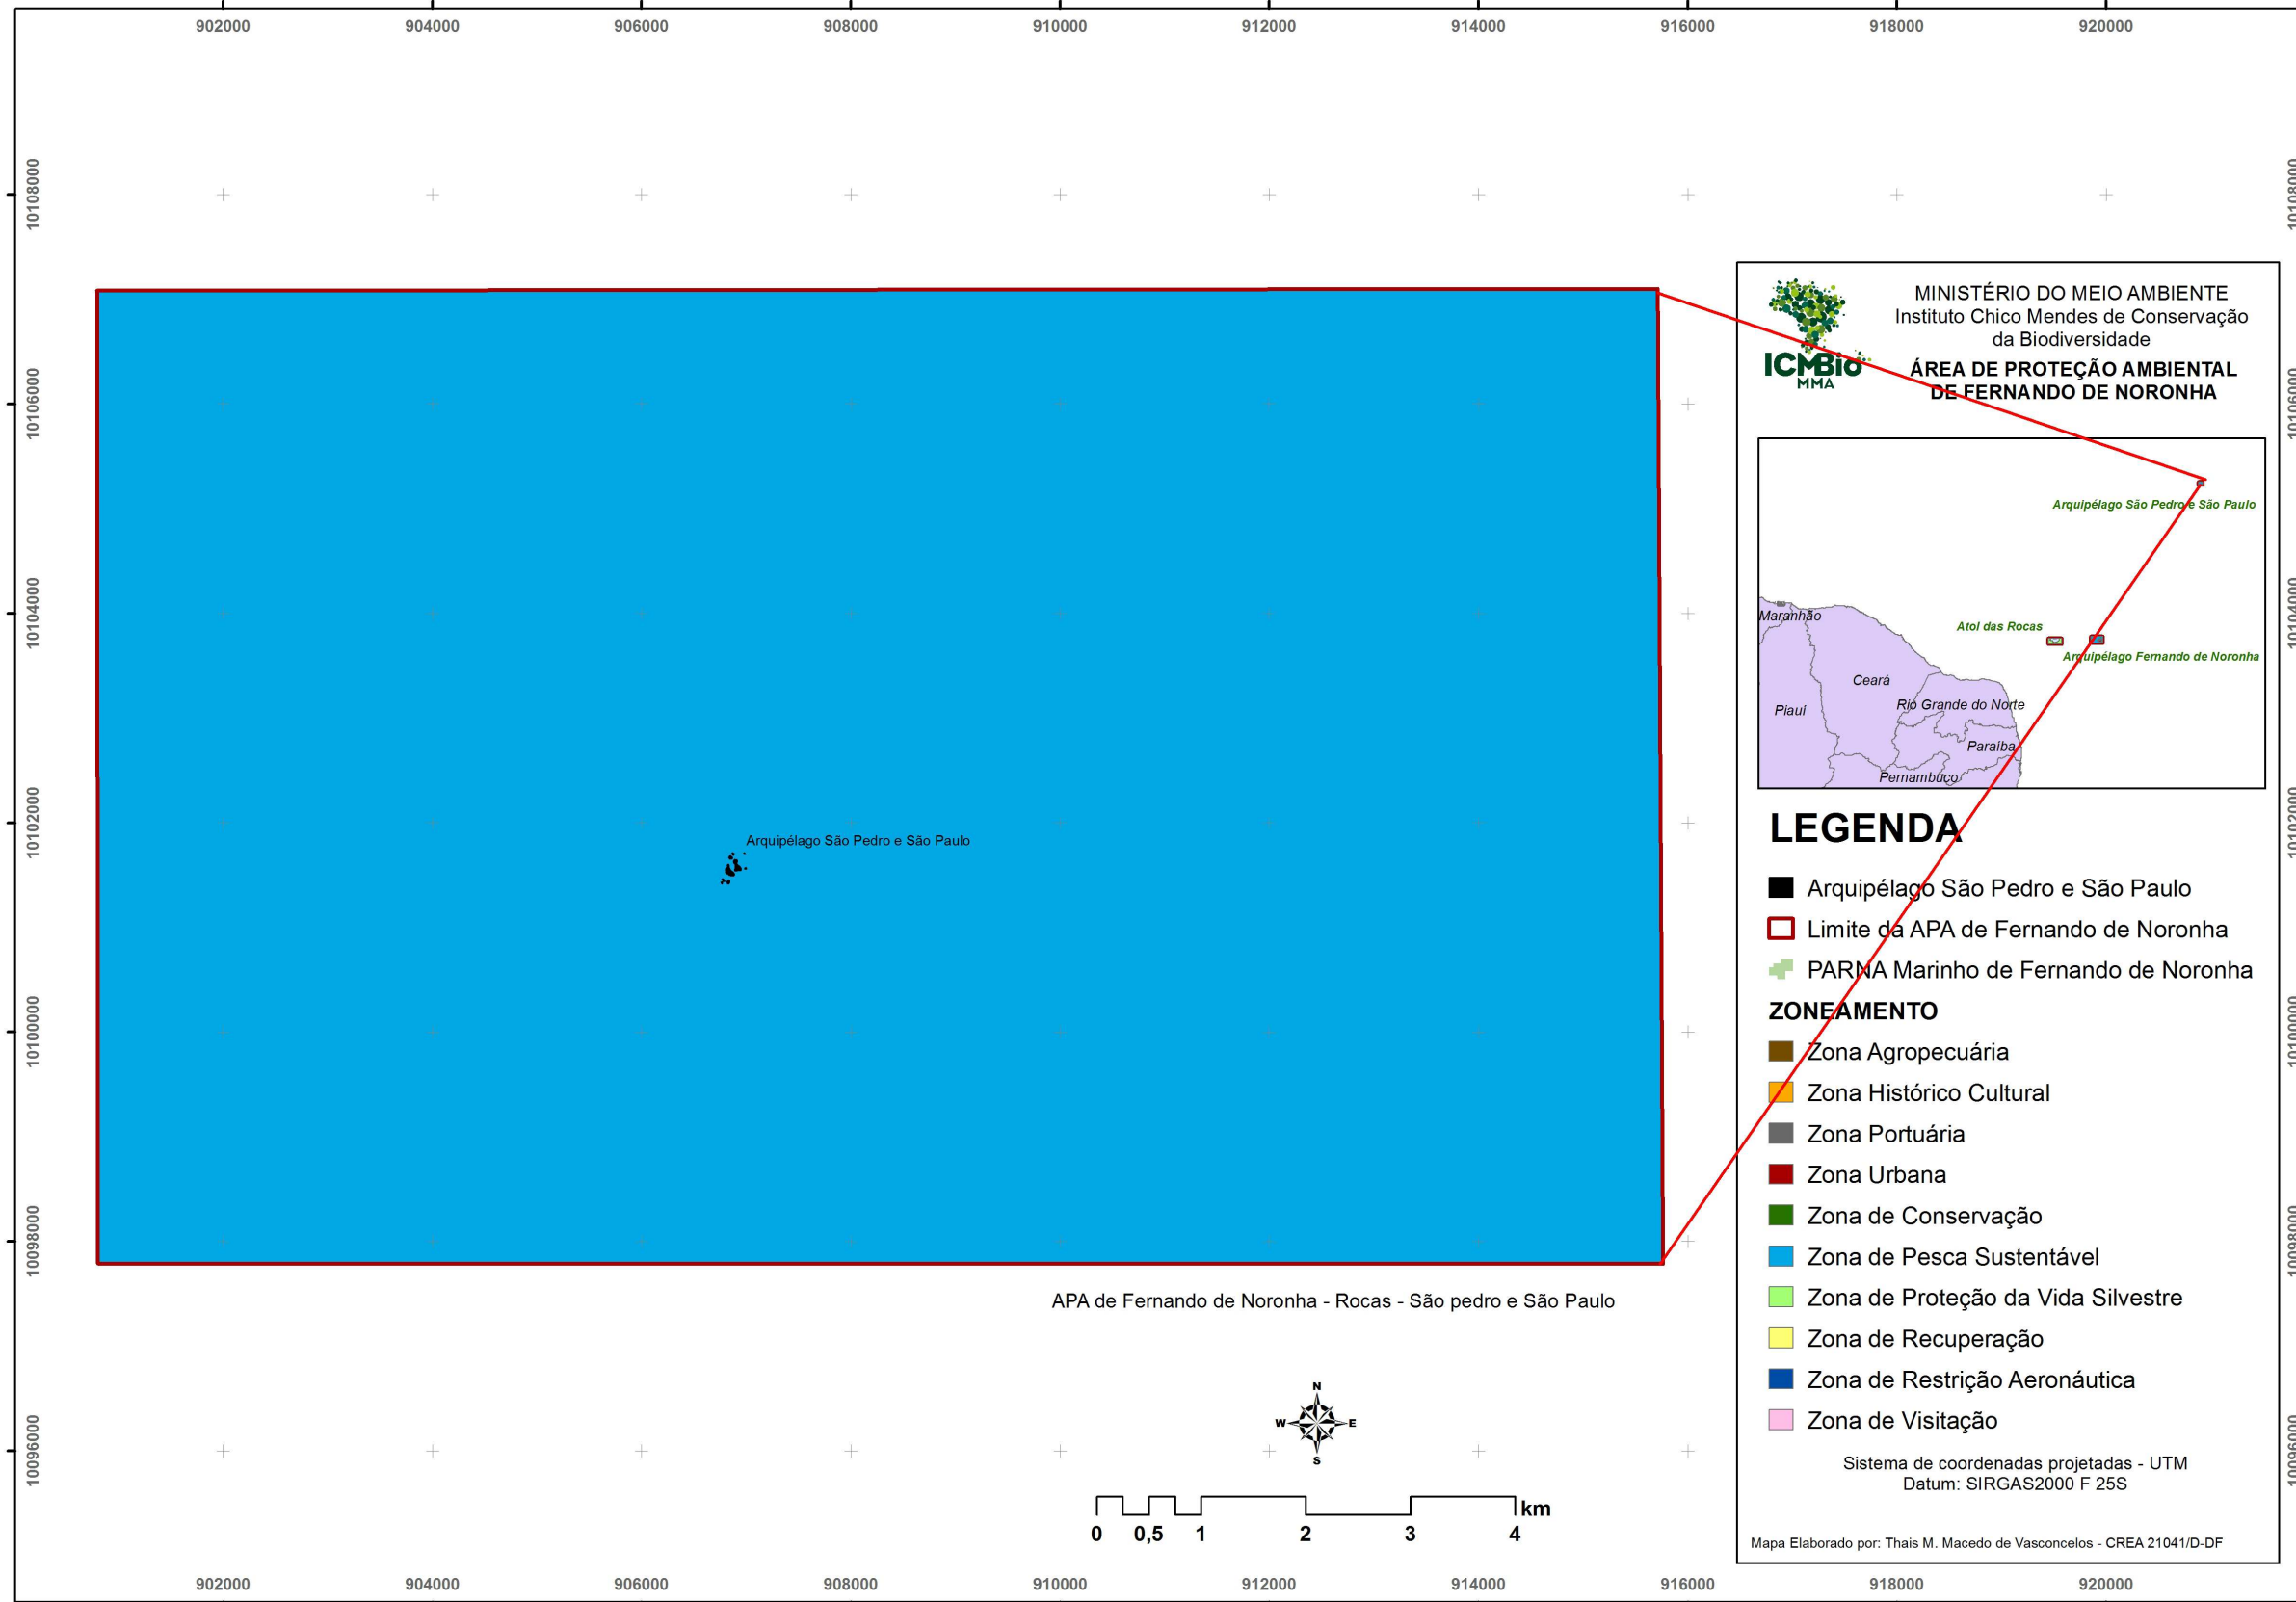 902000 904000 906000 908000 910000 912000 914000 916000 918000 920000
10108000
10106000
10104000
10102000
10100000
10098000
10096000
Arquipélago São Pedro e São Paulo
APA de Fernando de Noronha - Rocas - São pedro e São Paulo
N
W E
S
km
0 0,5 1 2 3 4
ICMBio
MMA
MINISTÉRIO DO MEIO AMBIENTE
Instituto Chico Mendes de Conservação
da Biodiversidade
ÁREA DE PROTEÇÃO AMBIENTAL
DE FERNANDO DE NORONHA
Arquipélago São Pedro e São Paulo
Maranhão
Atol das Rocas
Arquipélago Fernando de Noronha
Ceará
Rio Grande do Norte
Piauí
Paraíba
Pernambuco
LEGENDA
Arquipélago São Pedro e São Paulo
Limite da APA de Fernando de Noronha
PARNA Marinho de Fernando de Noronha
ZONEAMENTO
Zona Agropecuária
Zona Histórico Cultural
Zona Portuária
Zona Urbana
Zona de Conservação
Zona de Pesca Sustentável
Zona de Proteção da Vida Silvestre
Zona de Recuperação
Zona de Restrição Aeronáutica
Zona de Visitação
Sistema de coordenadas projetadas - UTM
Datum: SIRGAS2000 F 25S
Mapa Elaborado por: Thais M. Macedo de Vasconcelos - CREA 21041/D-DF
10108000
10106000
10104000
10102000
10100000
10098000
10096000
902000 904000 906000 908000 910000 912000 914000 916000 918000 920000